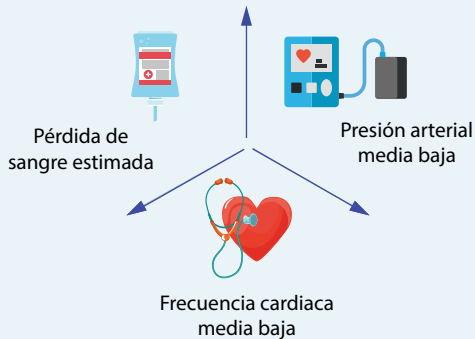 Pérdida de
sangre estimada
Presión arterial
media baja
Frecuencia cardiaca
media baja